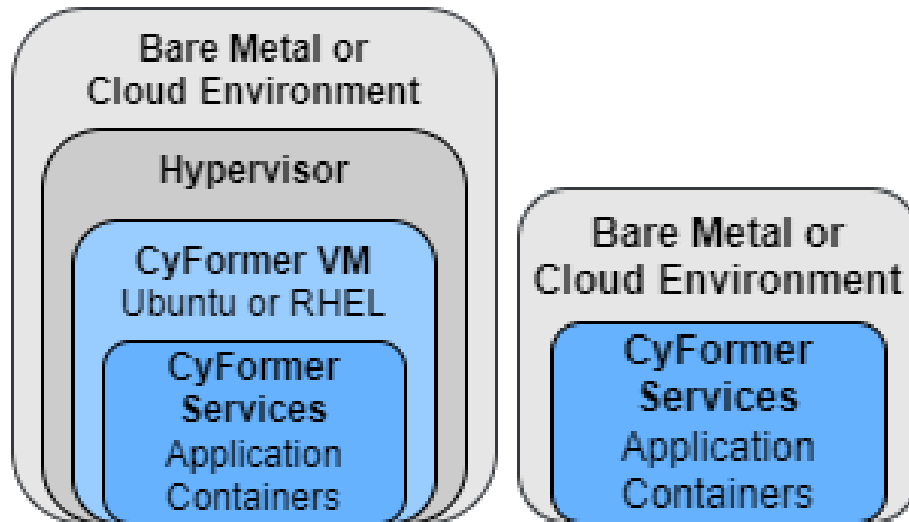 Bare Metal or
Cloud Environment
Hypervisor
CyFormer VM
Ubuntu or RHEL
CyFormer
Services
Application
Containers
Bare Metal or
Cloud Environment
CyFormer
Services
Application
Containers